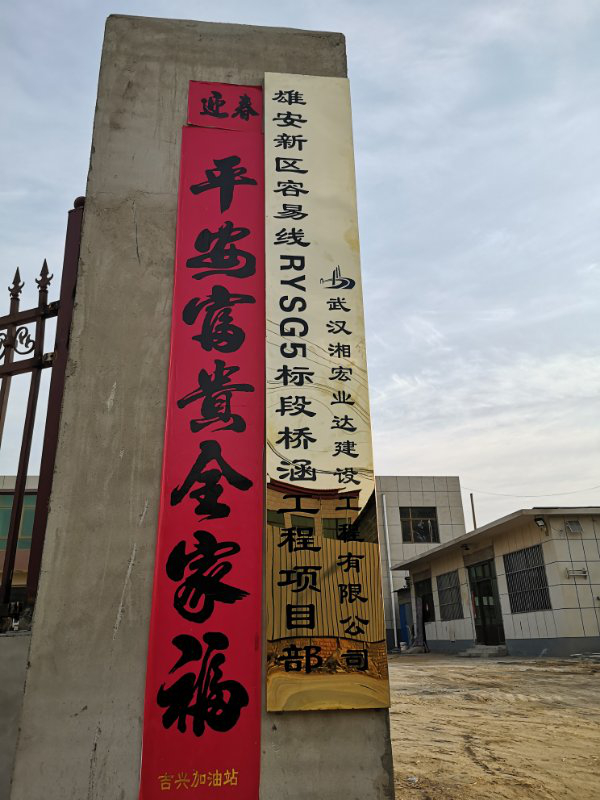 迎春
平安富贵全家福
吉兴加油站
武汉湘宏业达建设工程有限公司
雄安新区容易线RYSG5标段桥涵工程项目部